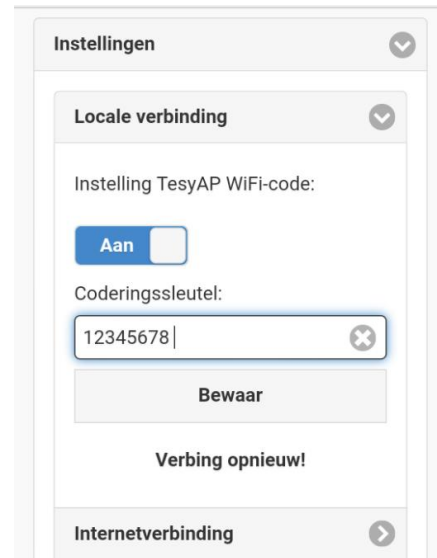 Instellingen
Locale verbinding
Instelling TesyAP WiFi-code:
Aan
Coderingssleutel:
12345678
Bewaar
Verbing opnieuw!
Internetverbinding